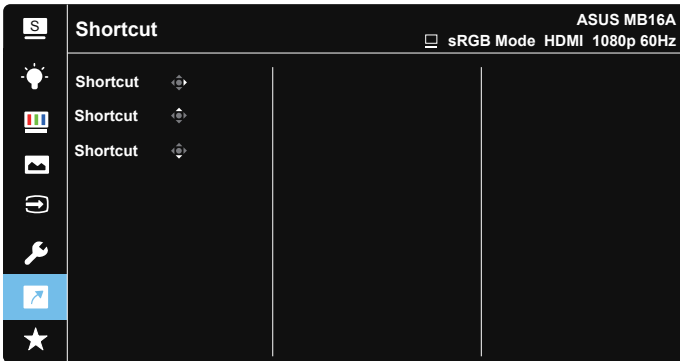 S
Shortcut
ASUS MB16A
sRGB Mode HDMI 1080p 60Hz
Shortcut
Shortcut
Shortcut